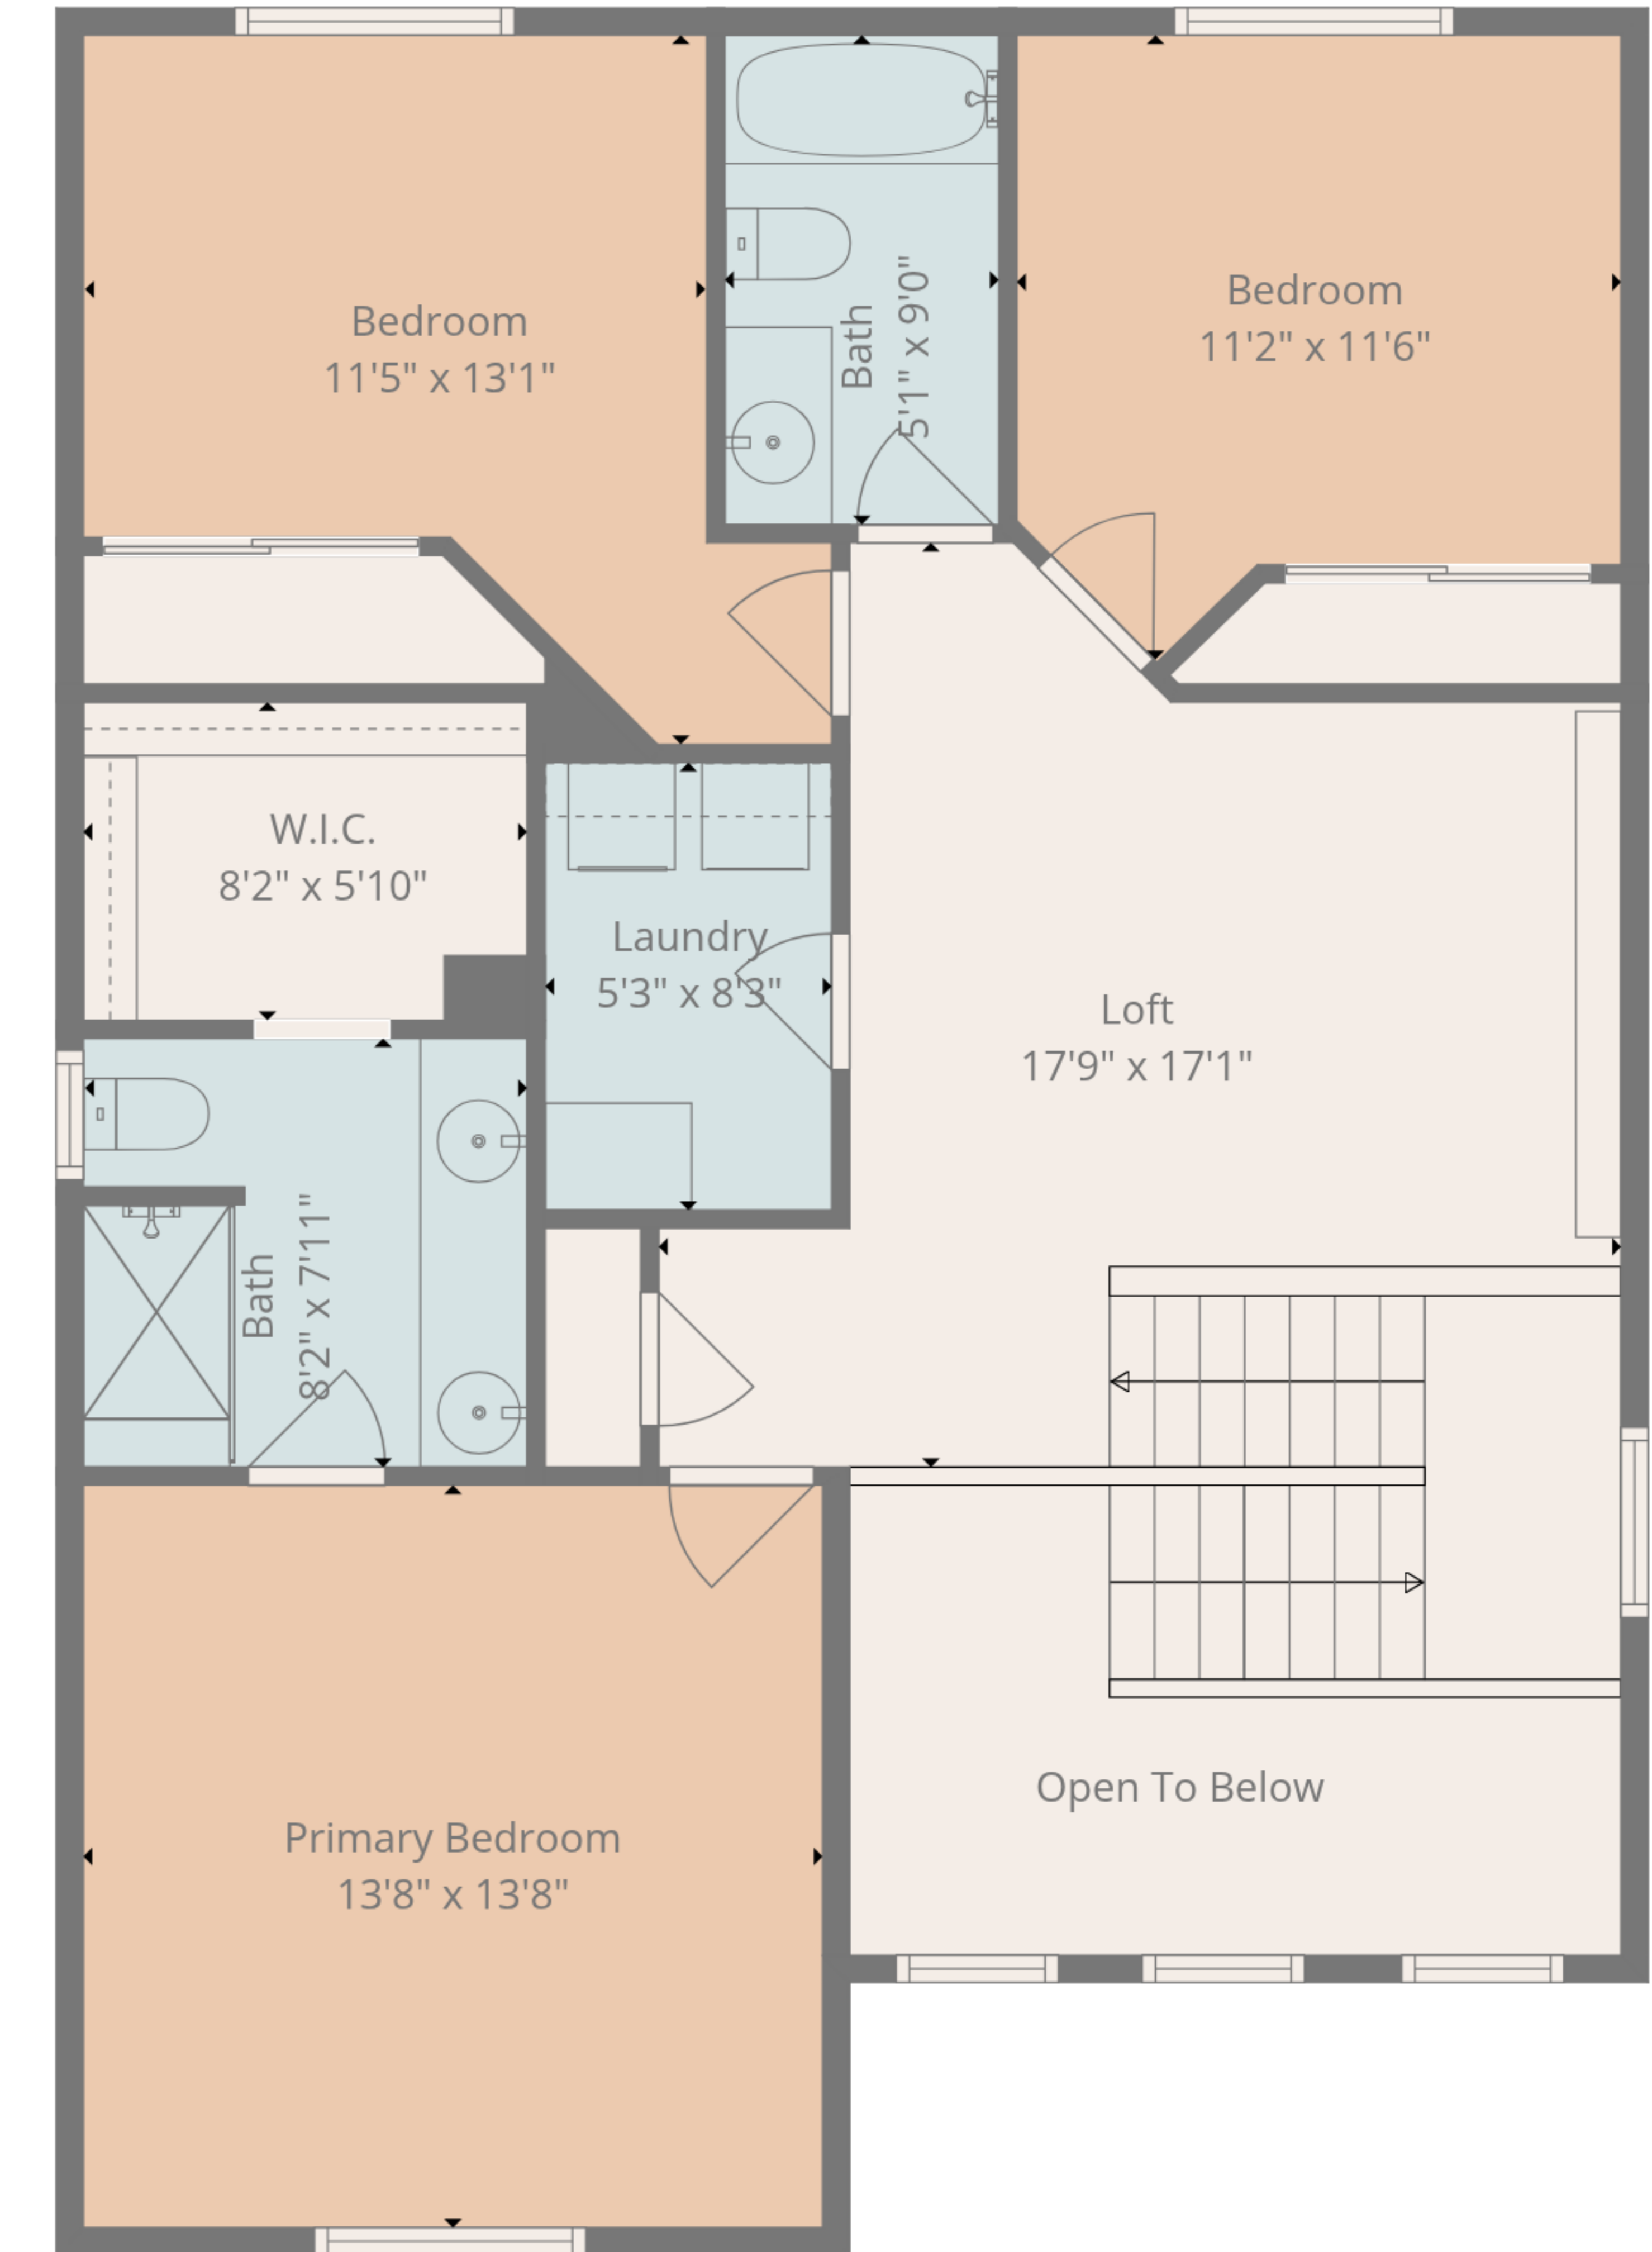 Bedroom
11'5" x 13'1"
Bath
5'1" x 9'0"
Bedroom
11'2" x 11'6"
W.I.C.
8'2" x 5'10"
Laundry
5'3" x 8'3"
Loft
17'9" x 17'1"
Bath
8'2" x 7'11"
Open To Below
Primary Bedroom
13'8" x 13'8"